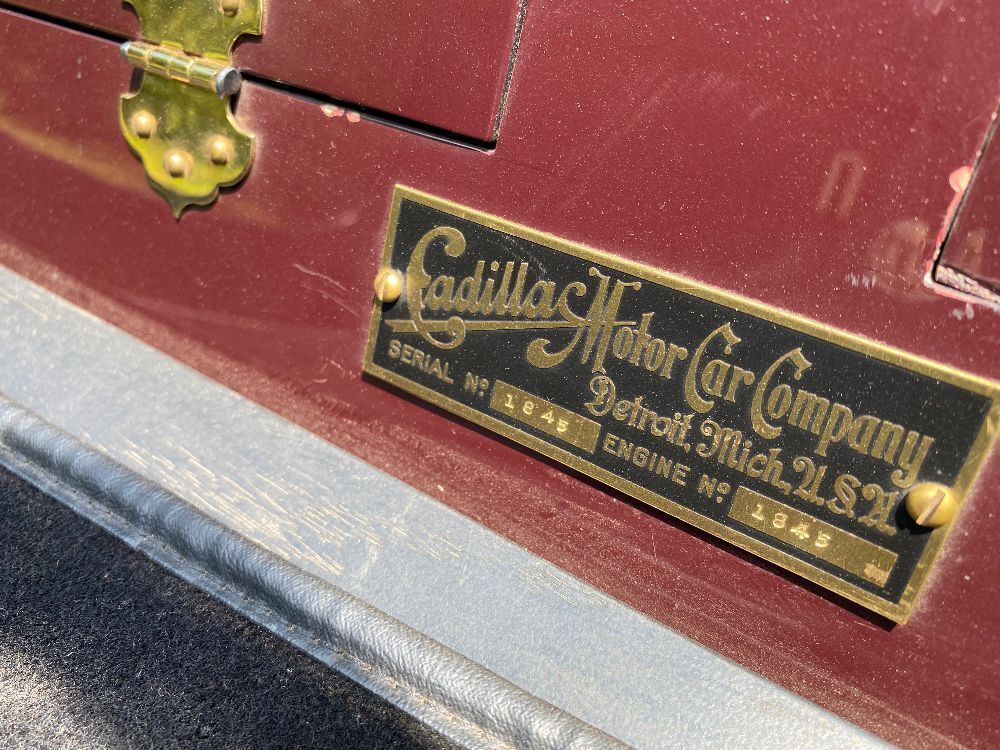 Cadillac Motor Car Company
Detroit, Mich., U.S.A.
SERIAL No. 1845 ENGINE No. 1845